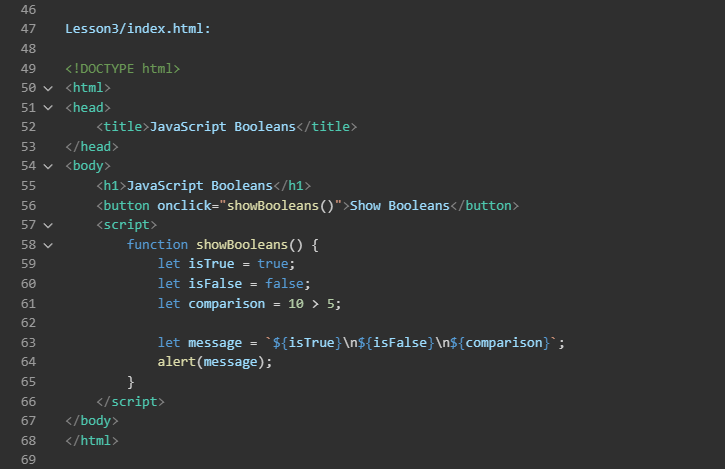 46
47 Lesson3/index.html:
48
49 <!DOCTYPE html>
50 <html>
51 <head>
52 <title>JavaScript Booleans</title>
53 </head>
54 <body>
55 <h1>JavaScript Booleans</h1>
56 <button onclick="showBooleans()">Show Booleans</button>
57 <script>
58 function showBooleans() {
59 let isTrue = true;
60 let isFalse = false;
61 let comparison = 10 > 5;
62
63 let message = `${isTrue}\n${isFalse}\n${comparison}`;
64 alert(message);
65 }
66 </script>
67 </body>
68 </html>
69